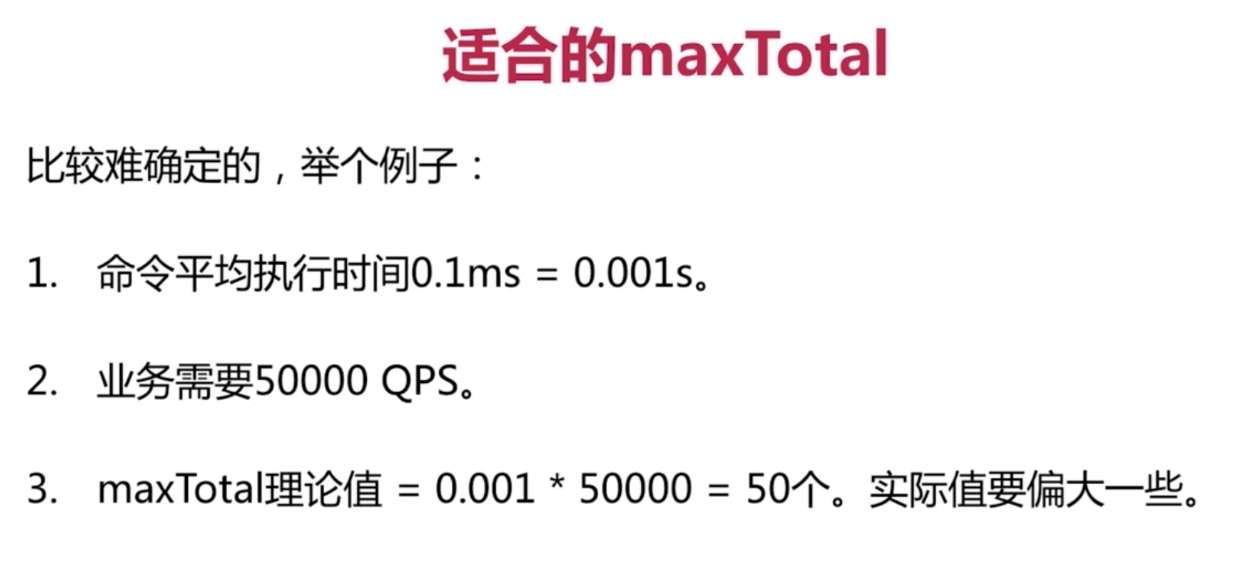 适合的maxTotal
比较难确定的，举个例子：
1. 命令平均执行时间0.1ms = 0.001s。
2. 业务需要50000 QPS。
3. maxTotal理论值 = 0.001 * 50000 = 50个。实际值要偏大一些。